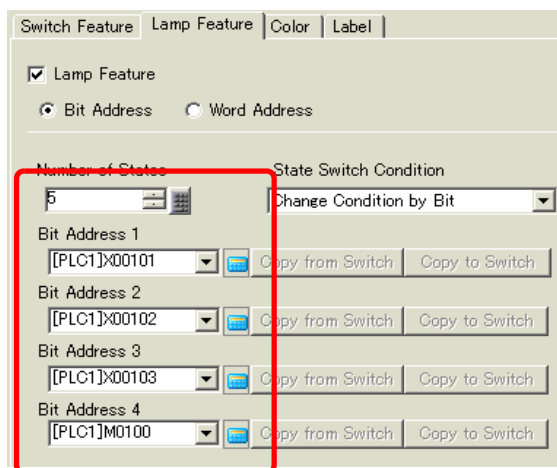 Switch Feature Lamp Feature Color Label
Lamp Feature
Bit Address Word Address
Number of States State Switch Condition
5 Change Condition by Bit
Bit Address 1
[PLC1]X00101 Copy from Switch Copy to Switch
Bit Address 2
[PLC1]X00102 Copy from Switch Copy to Switch
Bit Address 3
[PLC1]X00103 Copy from Switch Copy to Switch
Bit Address 4
[PLC1]M0100 Copy from Switch Copy to Switch